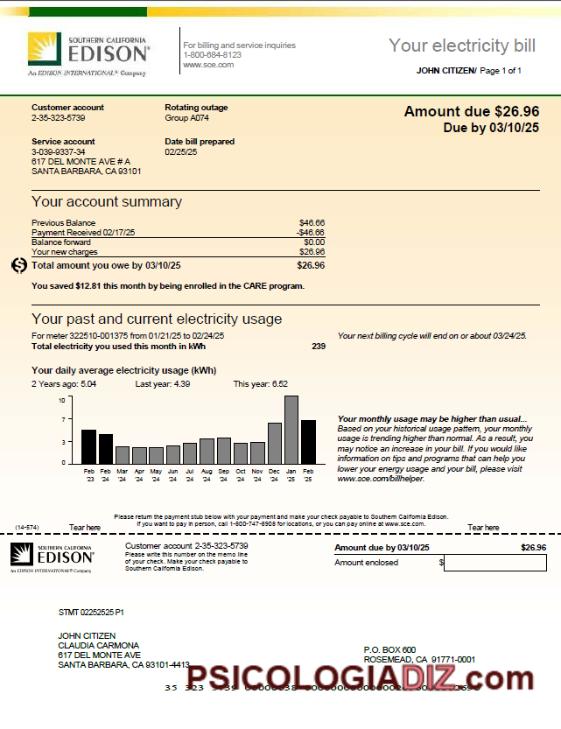 SOUTHERN CALIFORNIA
EDISON®
An EDISON INTERNATIONAL® Company
For billing and service inquiries
1-800-684-8123
www.sce.com
Your electricity bill
JOHN CITIZEN/ Page 1 of 1
Customer account
2-35-323-5739
Rotating outage
Group A074
Amount due $26.96
Due by 03/10/25
Service account
3-039-9337-34
617 DEL MONTE AVE # A
SANTA BARBARA, CA 93101
Date bill prepared
02/25/25
Your account summary
Previous Balance $46.66
Payment Received 02/17/25 -$46.66
Balance forward $0.00
Your new charges $26.96
Total amount you owe by 03/10/25 $26.96
You saved $12.81 this month by being enrolled in the CARE program.
Your past and current electricity usage
For meter 322510-001375 from 01/21/25 to 02/24/25
Your next billing cycle will end on or about 03/24/25.
Total electricity you used this month in kWh 239
Your daily average electricity usage (kWh)
2 Years ago: 5.04 Last year: 4.39 This year: 6.52
10
7
3
0
Feb Feb Mar Apr May Jun Jul Aug Sep Oct Nov Dec Jan Feb
'23 '24 '24 '24 '24 '24 '24 '24 '24 '24 '24 '24 '25 '25
Your monthly usage may be higher than usual...
Based on your historical usage pattern, your monthly
usage is trending higher than normal. As a result, you
may notice an increase in your bill. If you would like
information on tips and programs that can help you
lower your energy usage and your bill, please visit
www.sce.com/billhelper.
Please return the payment stub below with your payment and make your check payable to Southern California Edison.
If you want to pay in person, call 1-800-747-8908 for locations, or you can pay online at www.sce.com.
(14-574) Tear here Tear here
SOUTHERN CALIFORNIA
EDISON®
An EDISON INTERNATIONAL® Company
Customer account 2-35-323-5739
Please write this number on the memo line
of your check. Make your check payable to
Southern California Edison.
Amount due by 03/10/25 $26.96
Amount enclosed $
STMT 02252525 P1
JOHN CITIZEN
CLAUDIA CARMONA
617 DEL MONTE AVE
SANTA BARBARA, CA 93101-4413
P.O. BOX 600
ROSEMEAD, CA 91771-0001
PSICOLOGIADIZ.com
35 323